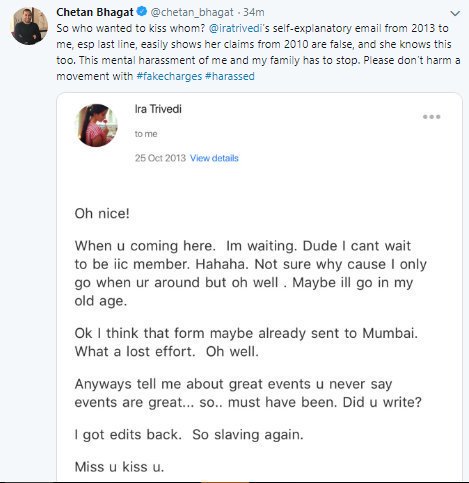 Chetan Bhagat @chetan_bhagat · 34m
So who wanted to kiss whom? @iratrivedi's self-explanatory email from 2013 to
me, esp last line, easily shows her claims from 2010 are false, and she knows this
too. This mental harassment of me and my family has to stop. Please don't harm a
movement with #fakecharges #harassed
Ira Trivedi
to me
25 Oct 2013 View details
Oh nice!
When u coming here. Im waiting. Dude I cant wait
to be iic member. Hahaha. Not sure why cause I only
go when ur around but oh well . Maybe ill go in my
old age.
Ok I think that form maybe already sent to Mumbai.
What a lost effort. Oh well.
Anyways tell me about great events u never say
events are great... so.. must have been. Did u write?
I got edits back. So slaving again.
Miss u kiss u.